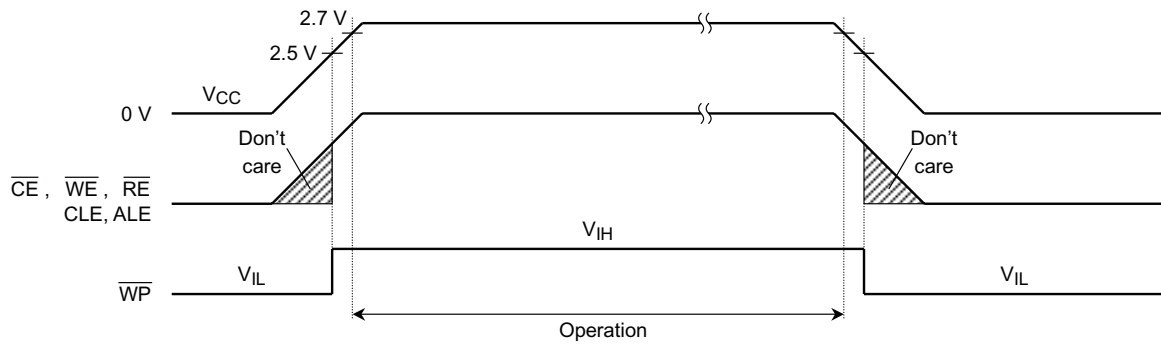 2.7 V
2.5 V
VCC
0 V
Don't
care
Don't
care
CE , WE , RE
CLE, ALE
VIH
VIL
VIL
WP
Operation